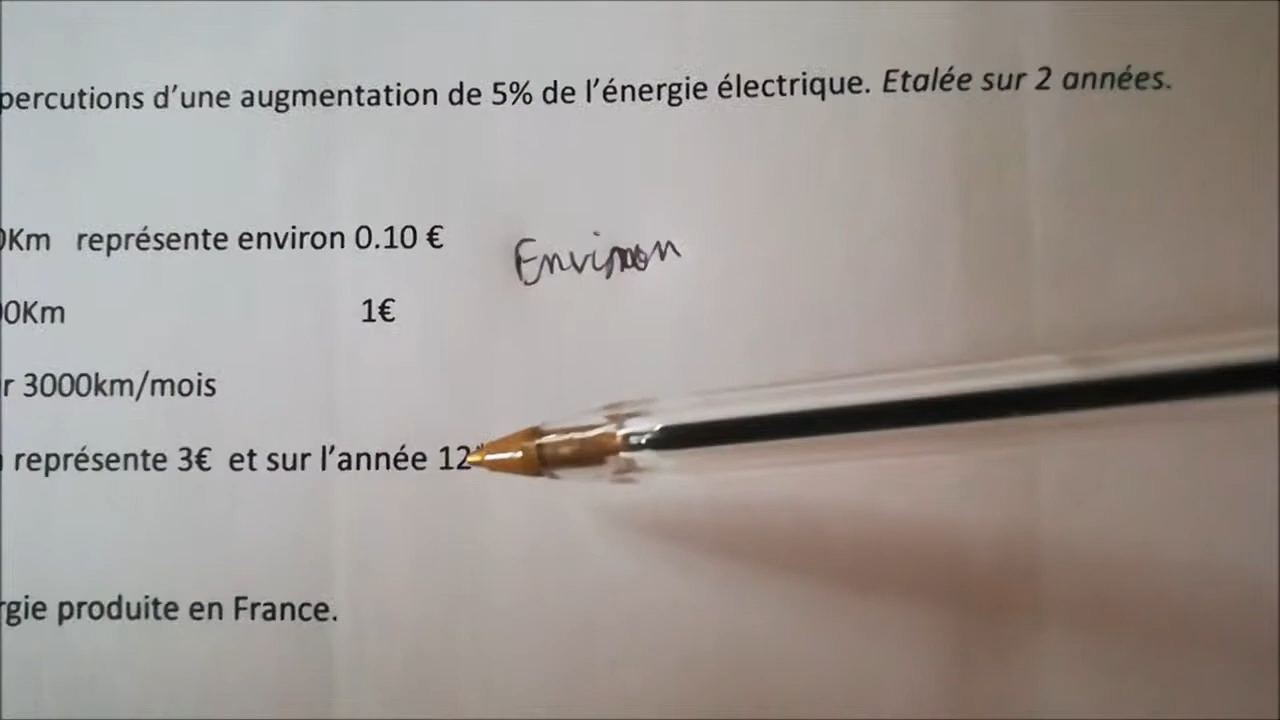 percutions d'une augmentation de 5% de l'énergie électrique. Etalée sur 2 années.
0Km représente environ 0.10 € Environ
00Km 1€
r 3000km/mois
représente 3€ et sur l'année 12
rgie produite en France.